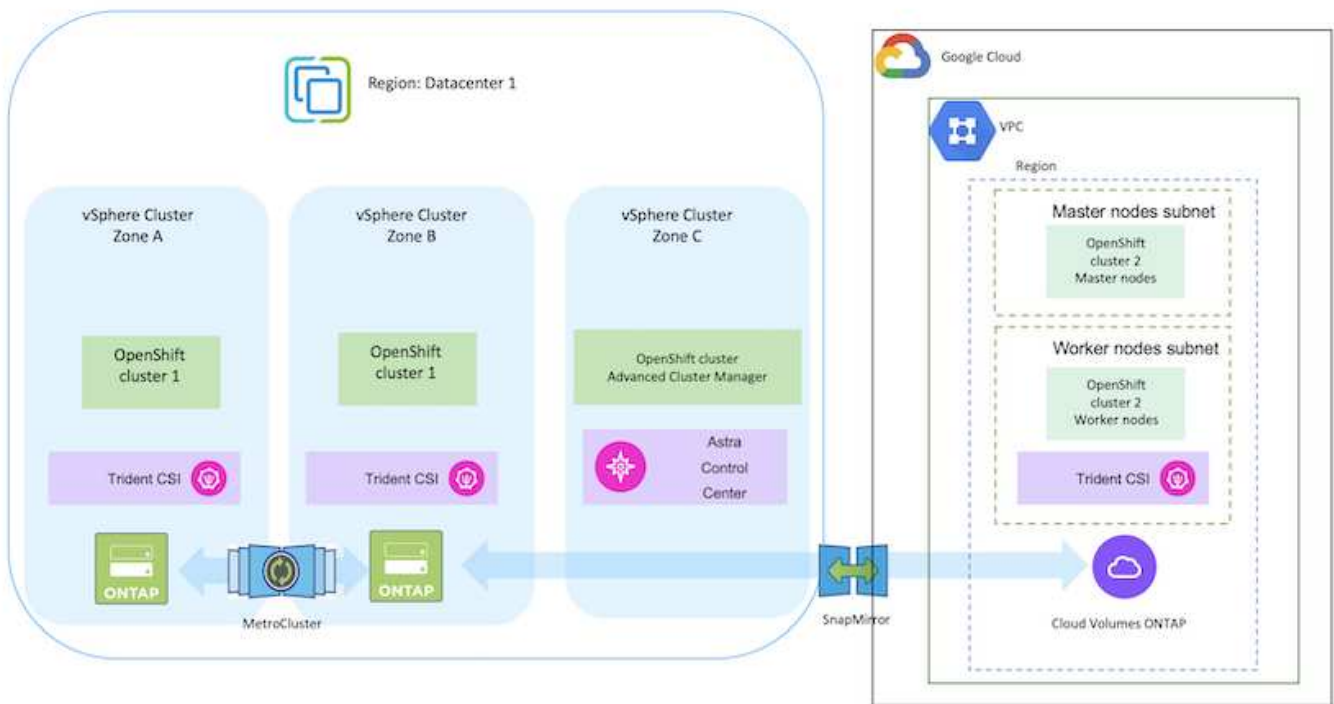 Region: Datacenter 1
vSphere Cluster
Zone A
vSphere Cluster
Zone B
vSphere Cluster
Zone C
OpenShift
cluster 1
OpenShift
cluster 1
OpenShift cluster
Advanced Cluster Manager
Trident CSI
Trident CSI
Astra
Control
Center
ONTAP
ONTAP
MetroCluster
SnapMirror
Google Cloud
VPC
Region
Master nodes subnet
OpenShift
cluster 2
Master nodes
Worker nodes subnet
OpenShift
cluster 2
Worker nodes
Trident CSI
Cloud Volumes ONTAP